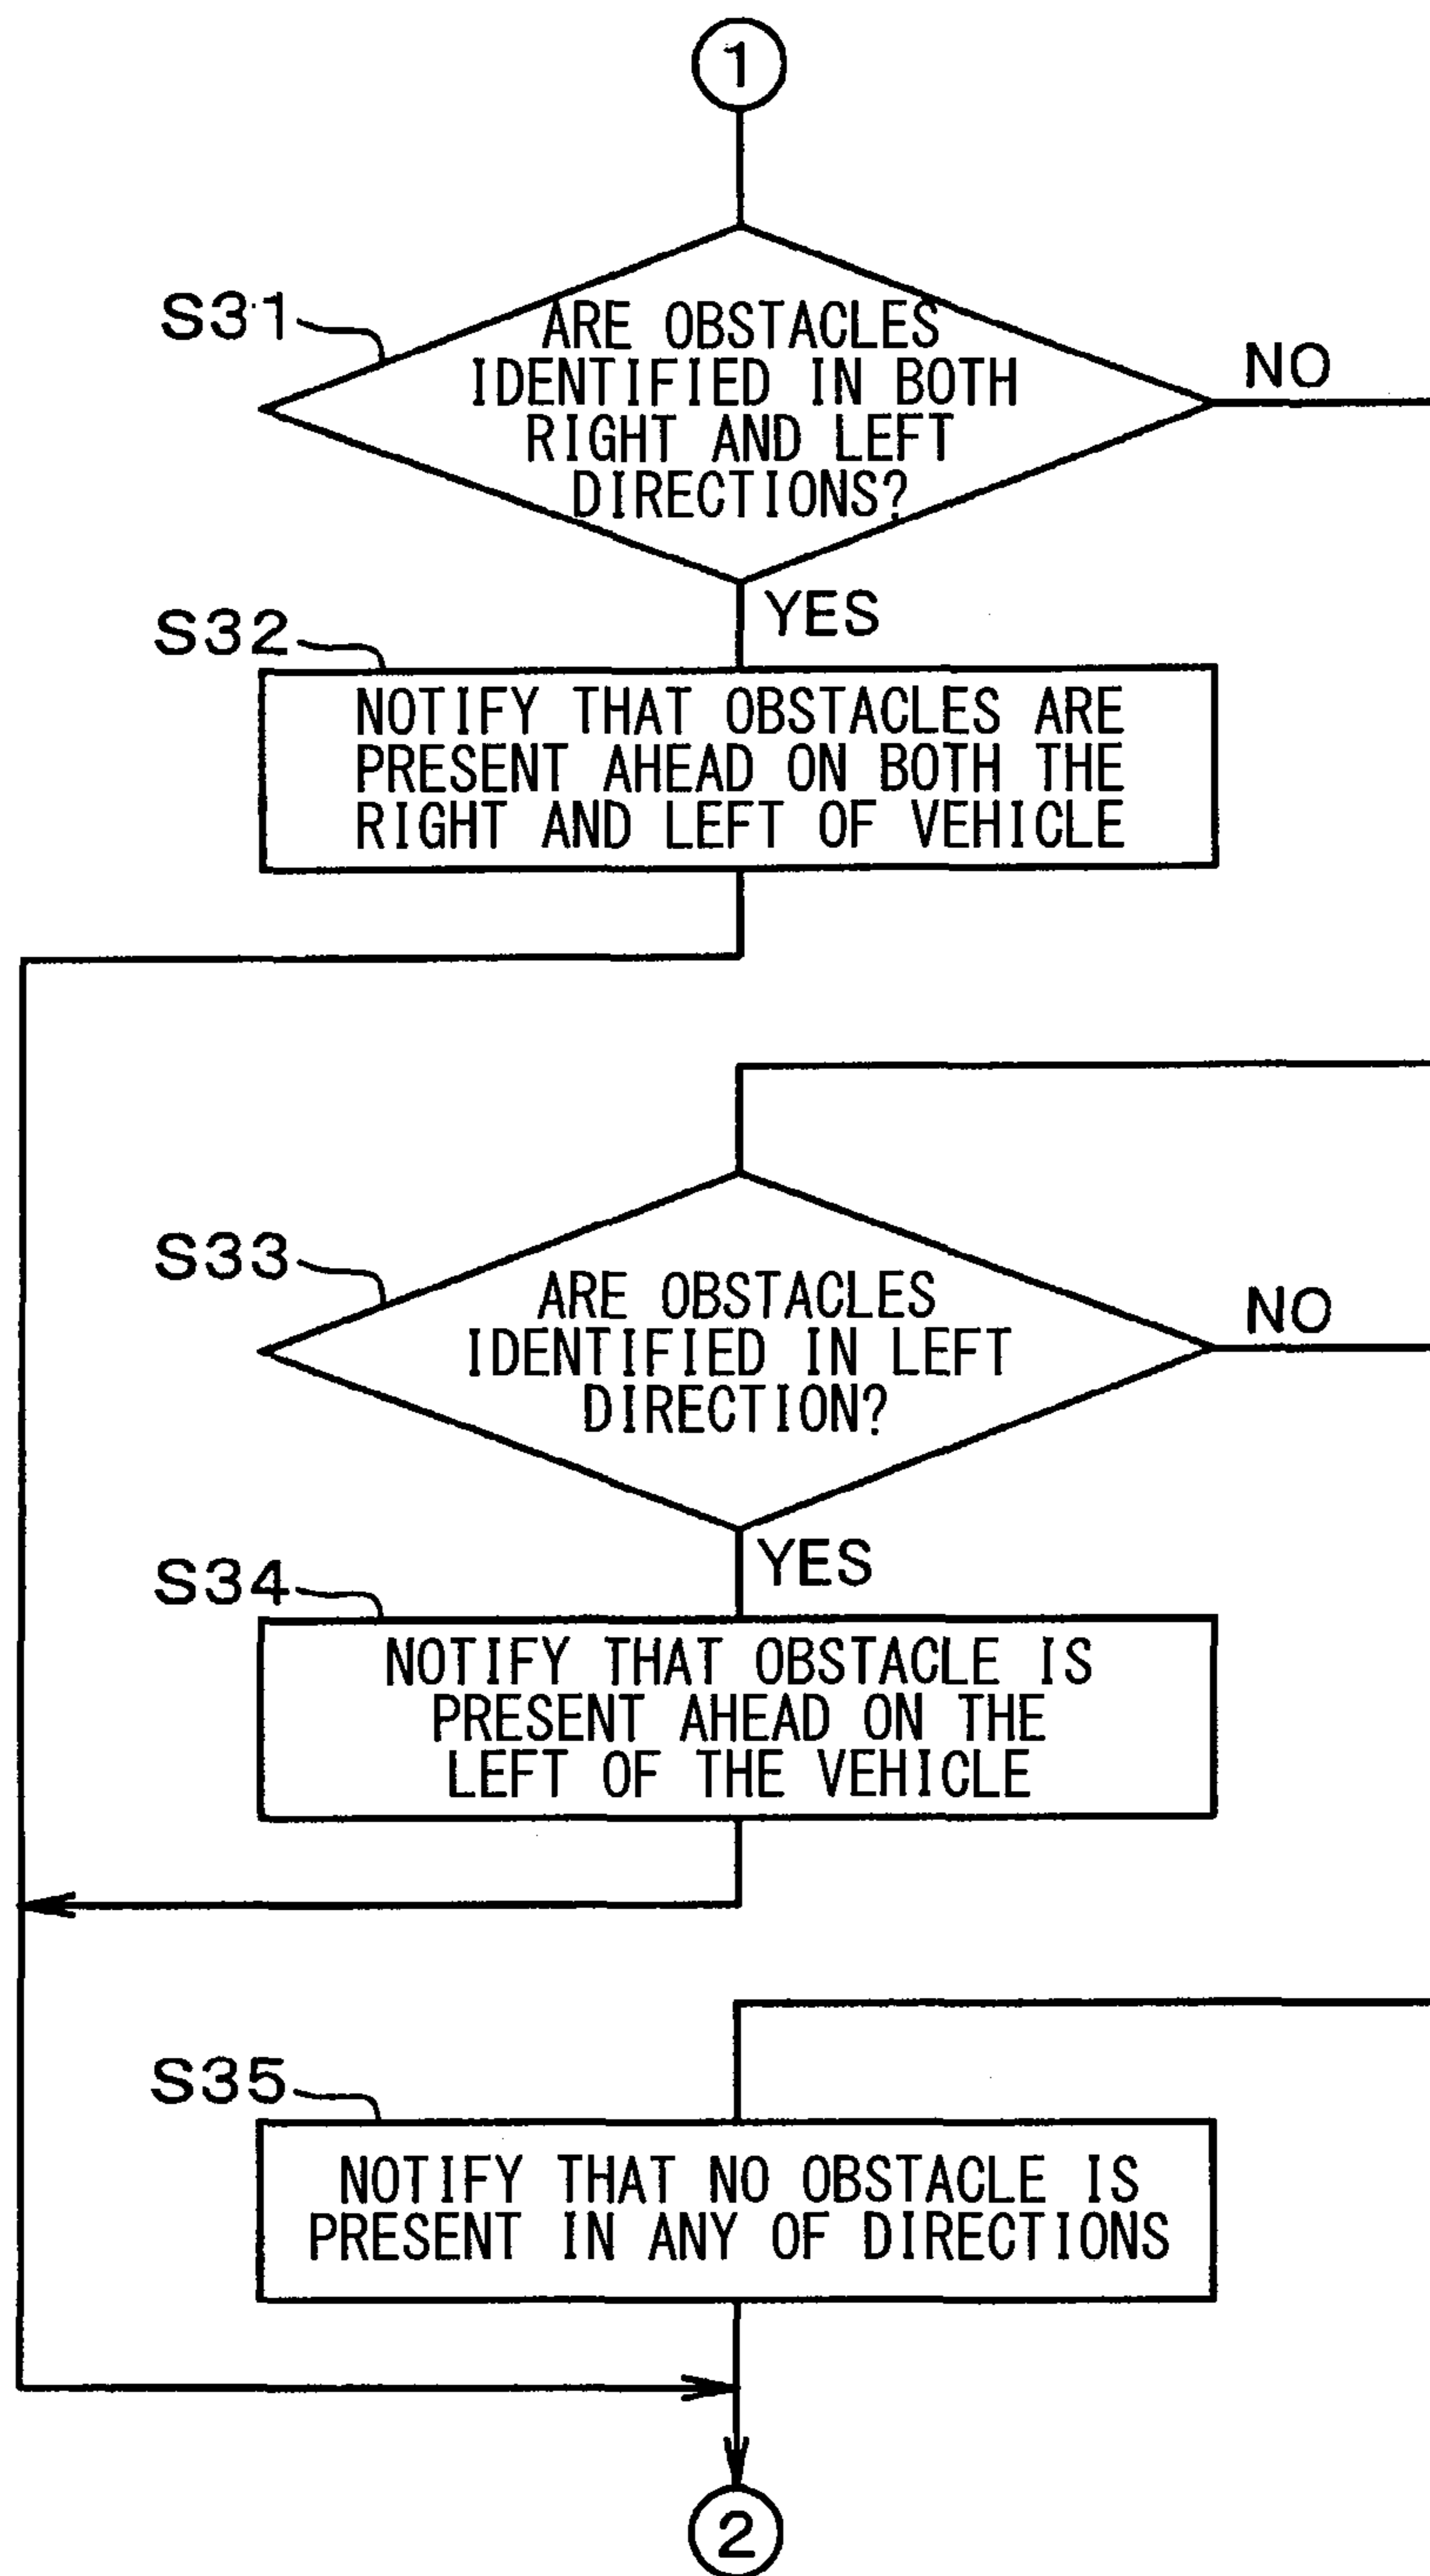 1
S31
ARE OBSTACLES
IDENTIFIED IN BOTH
RIGHT AND LEFT
DIRECTIONS?
NO
YES
S32
NOTIFY THAT OBSTACLES ARE
PRESENT AHEAD ON BOTH THE
RIGHT AND LEFT OF VEHICLE
S33
ARE OBSTACLES
IDENTIFIED IN LEFT
DIRECTION?
NO
YES
S34
NOTIFY THAT OBSTACLE IS
PRESENT AHEAD ON THE
LEFT OF THE VEHICLE
S35
NOTIFY THAT NO OBSTACLE IS
PRESENT IN ANY OF DIRECTIONS
2